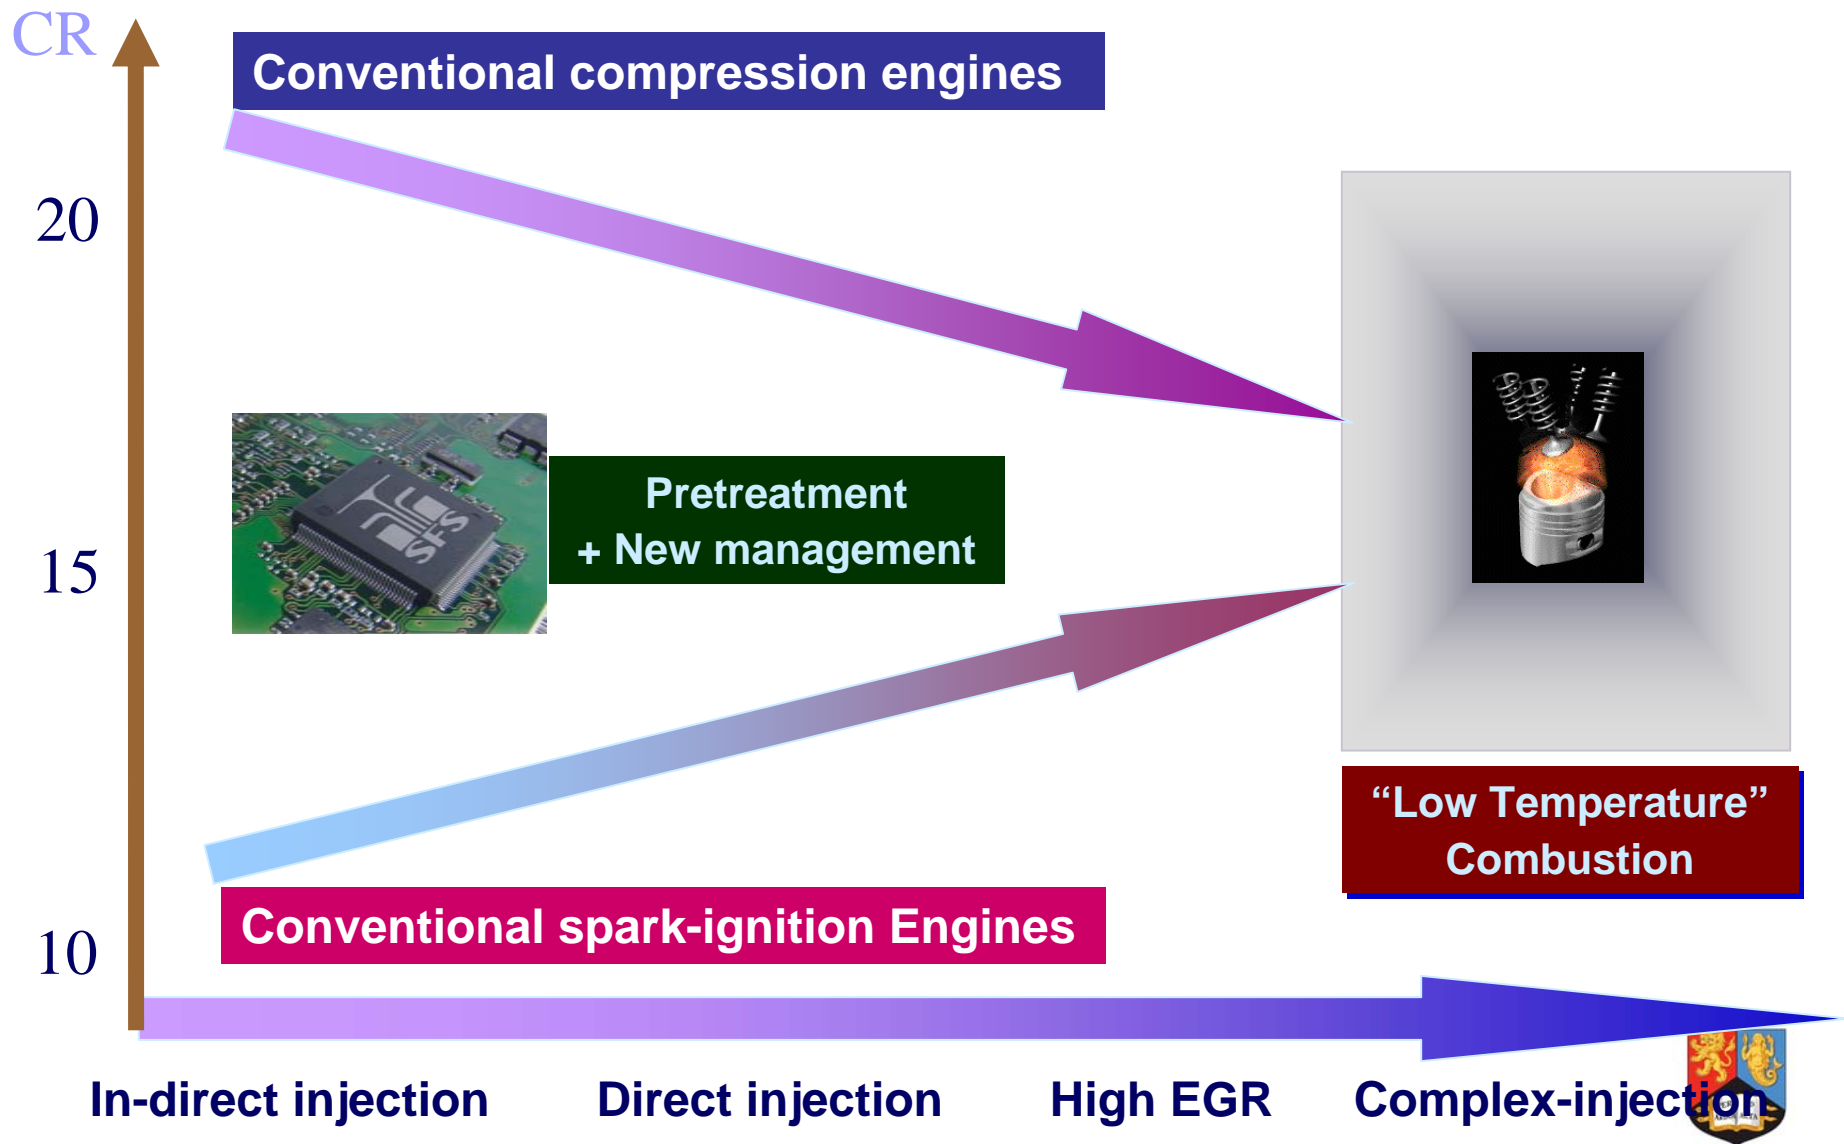 CR
Conventional compression engines
20
Pretreatment
+ New management
SFS
15
“Low Temperature”
Combustion
Conventional spark-ignition Engines
10
In-direct injection
Direct injection
High EGR
Complex-injection